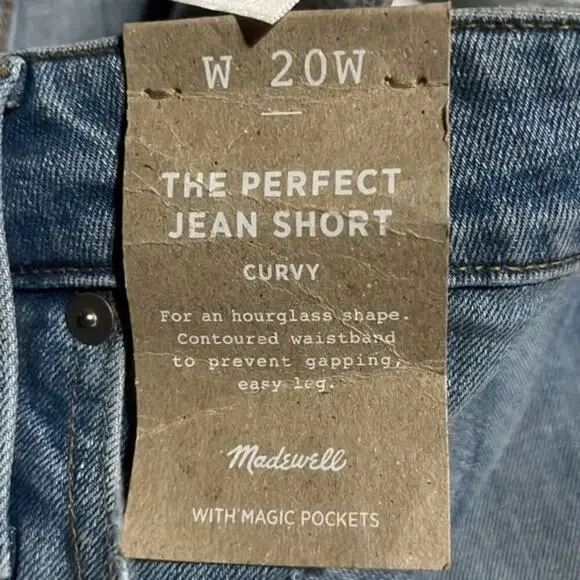 W 20W
THE PERFECT
JEAN SHORT
CURVY
For an hourglass shape.
Contoured waistband
to prevent gapping,
easy leg.
Madewell
WITH MAGIC POCKETS